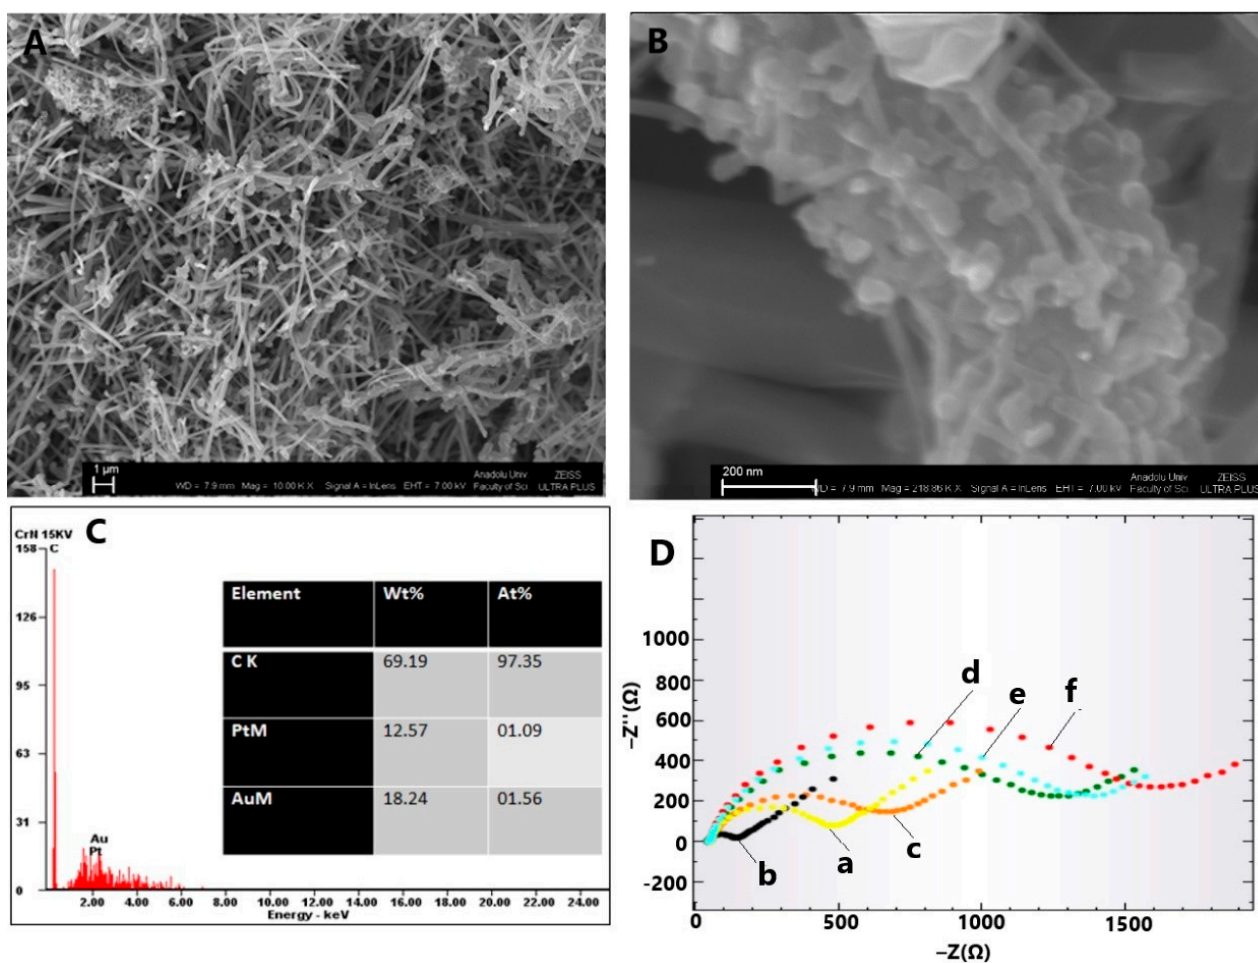 A
1 µm
WD = 7.9 mm Mag = 10.00 K X Signal A = InLens EHT = 7.00 kV
Anadolu Univ
Faculty of Sci
ZEISS
ULTRA PLUS
B
200 nm
WD = 7.9 mm Mag = 218.86 K X Signal A = InLens EHT = 7.00 kV
Anadolu Univ
Faculty of Sci
ZEISS
ULTRA PLUS
C
CrN 15KV
158
C
126
95
63
31
0
Au
Pt
2.00 4.00 6.00 8.00 10.00 12.00 14.00 16.00 18.00 20.00 22.00 24.00
Energy - keV
Element Wt% At%
C K 69.19 97.35
PtM 12.57 01.09
AuM 18.24 01.56
D
−Z''(Ω)
1000
800
600
400
200
0
-200
0 500 1000 1500
−Z(Ω)
d
e
f
b
a
c